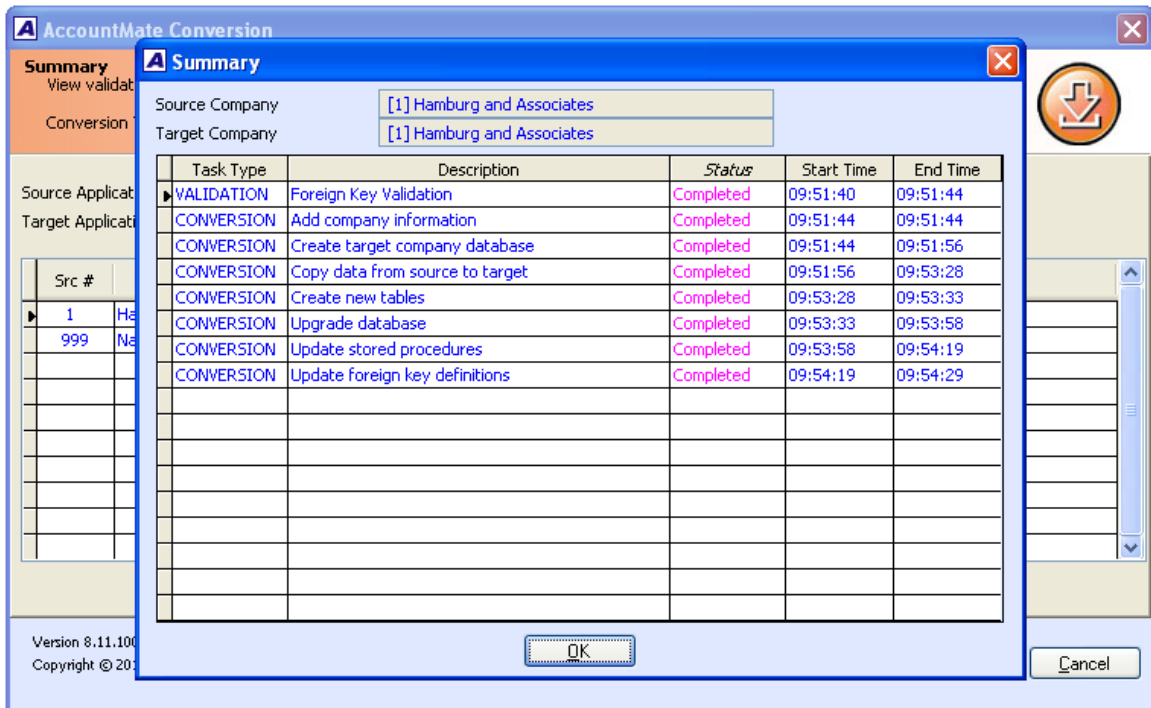 AccountMate Conversion
Summary
View validat
Conversion
Source Applicat
Target Applicati
Src #
1 Ha
999 Na
Version 8.11.100
Copyright © 201
Cancel
Summary
Source Company [1] Hamburg and Associates
Target Company [1] Hamburg and Associates
Task Type Description Status Start Time End Time
VALIDATION Foreign Key Validation Completed 09:51:40 09:51:44
CONVERSION Add company information Completed 09:51:44 09:51:44
CONVERSION Create target company database Completed 09:51:44 09:51:56
CONVERSION Copy data from source to target Completed 09:51:56 09:53:28
CONVERSION Create new tables Completed 09:53:28 09:53:33
CONVERSION Upgrade database Completed 09:53:33 09:53:58
CONVERSION Update stored procedures Completed 09:53:58 09:54:19
CONVERSION Update foreign key definitions Completed 09:54:19 09:54:29
OK